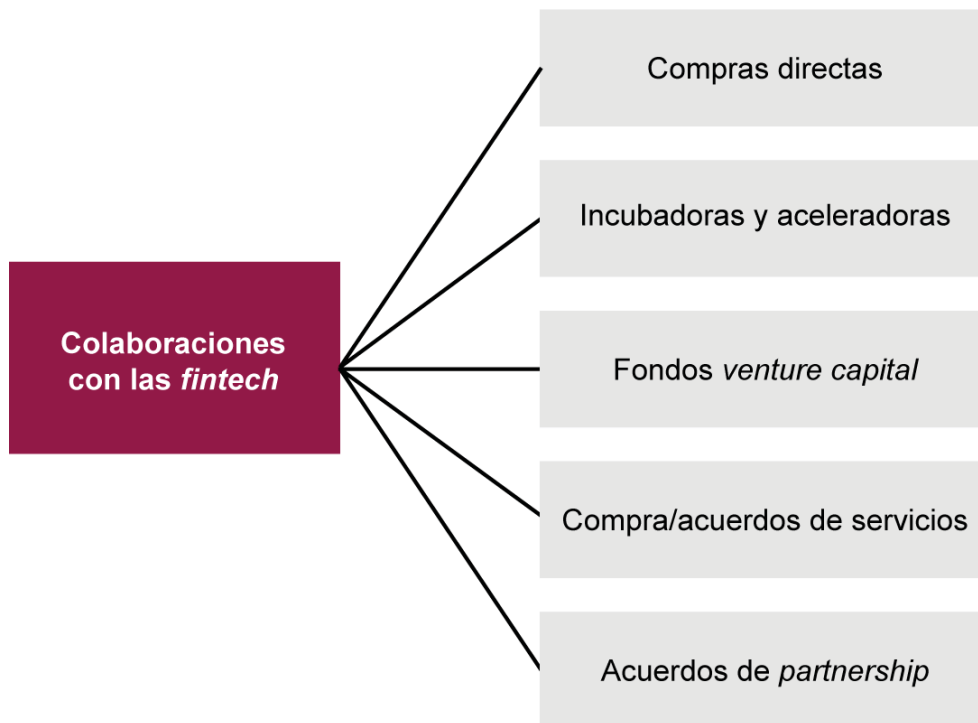 Compras directas
Incubadoras y aceleradoras
Colaboraciones
con las fintech
Fondos venture capital
Compra/acuerdos de servicios
Acuerdos de partnership